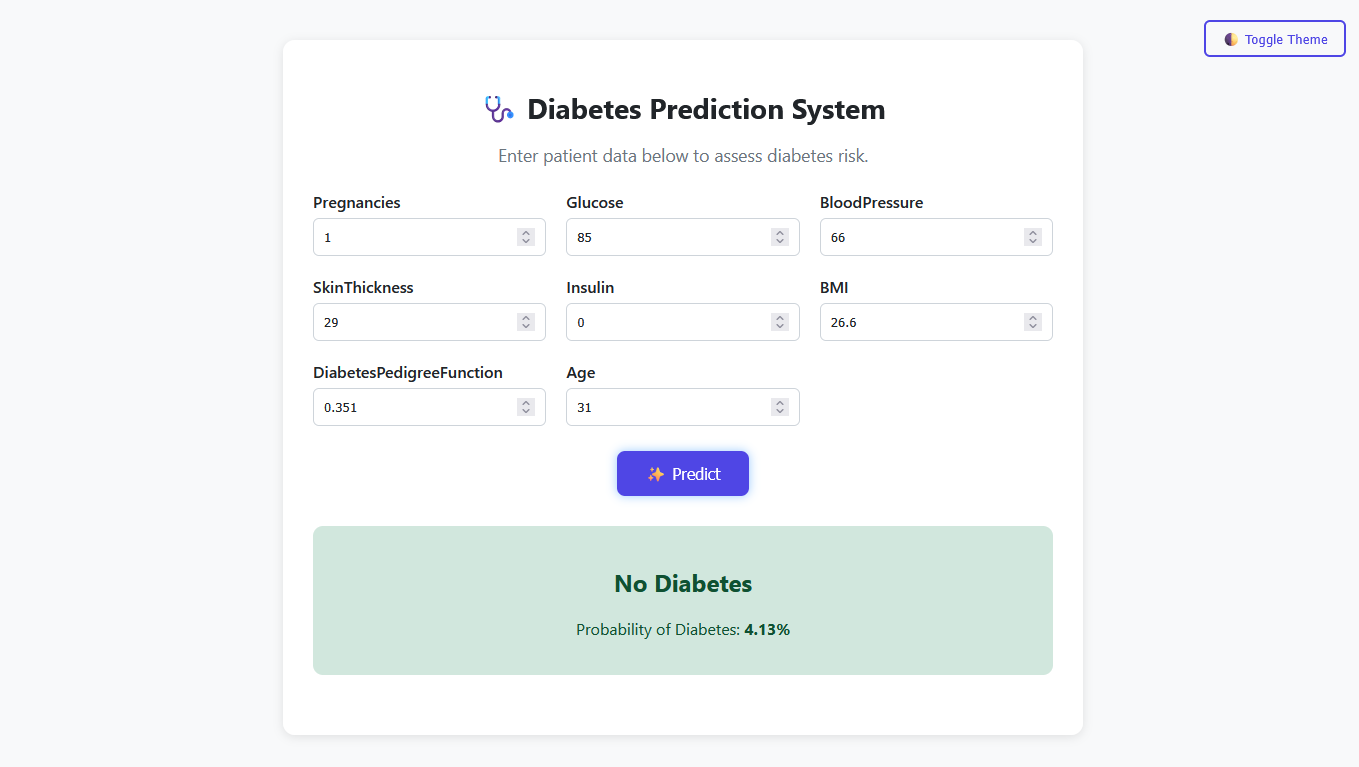 Toggle Theme
Diabetes Prediction System
Enter patient data below to assess diabetes risk.
Pregnancies Glucose BloodPressure
1 85 66
SkinThickness Insulin BMI
29 0 26.6
DiabetesPedigreeFunction Age
0.351 31
Predict
No Diabetes
Probability of Diabetes: 4.13%